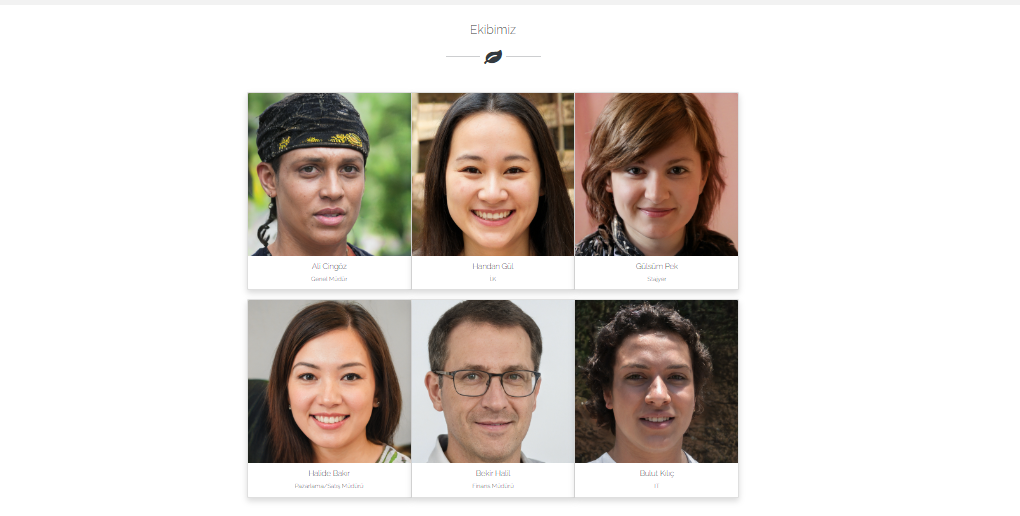 Ekibimiz
Ali Cingöz
Genel Müdür
Handan Gül
İK
Gülsüm Pek
Stajyer
Halide Bakır
Pazarlama/Satış Müdürü
Bekir Halil
Finans Müdürü
Bulut Kılıç
IT